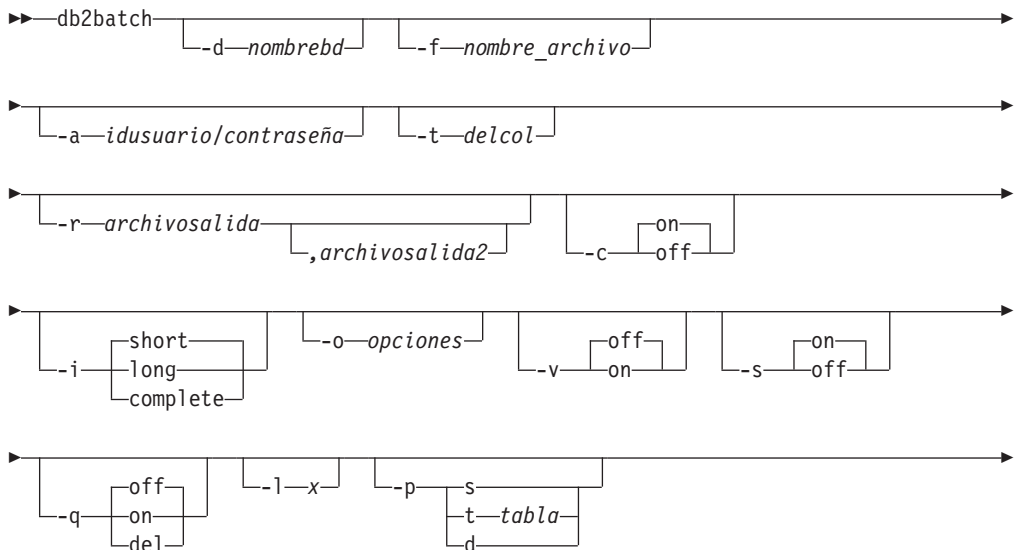 db2batch -d nombrebd -f nombre_archivo
-a idusuario/contraseña -t delcol
-r archivosalida ,archivosalida2 -c on off
-i short long complete -o opciones -v off on -s on off
-q off on del -l x -p s t tabla d